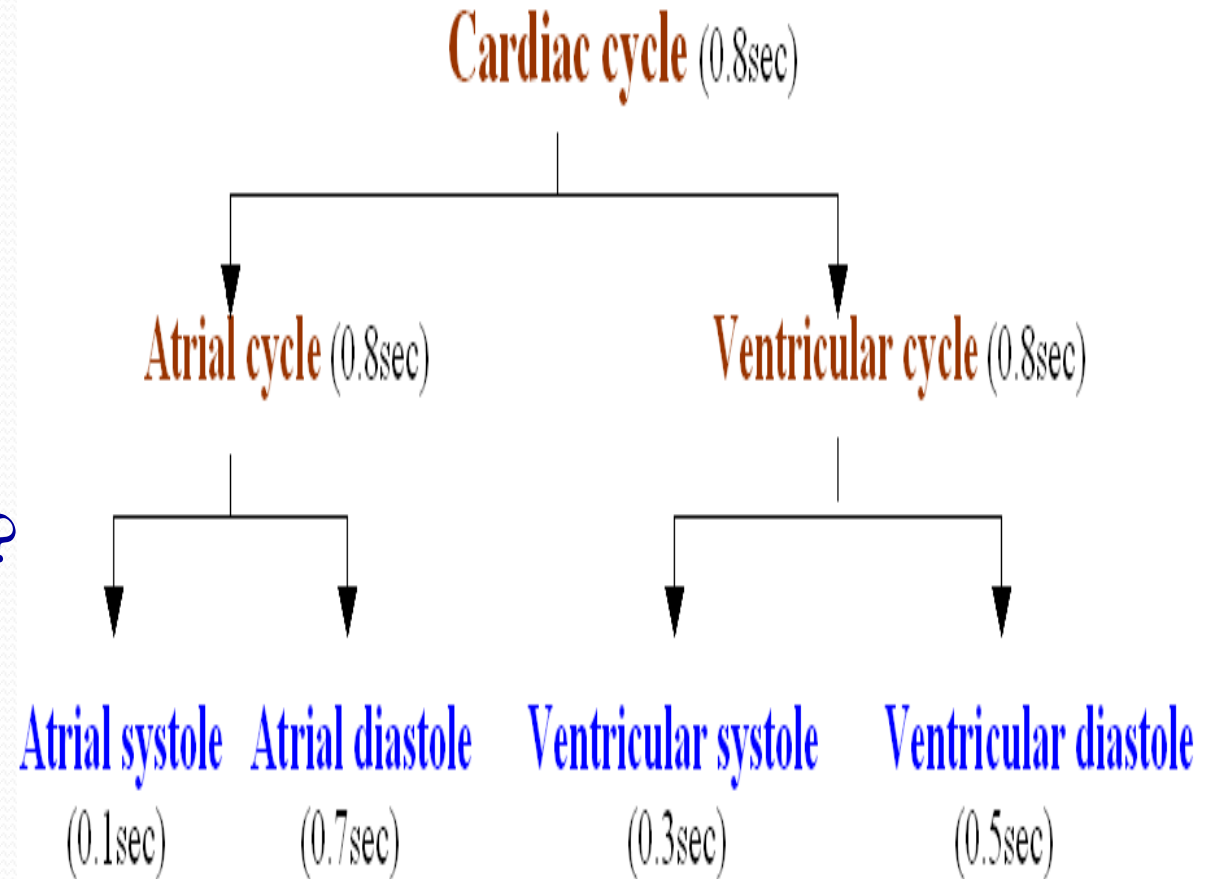 Cardiac cycle (0.8sec)
Atrial cycle (0.8sec) Ventricular cycle (0.8sec)
?
Atrial systole Atrial diastole Ventricular systole Ventricular diastole
(0.1sec) (0.7sec) (0.3sec) (0.5sec)